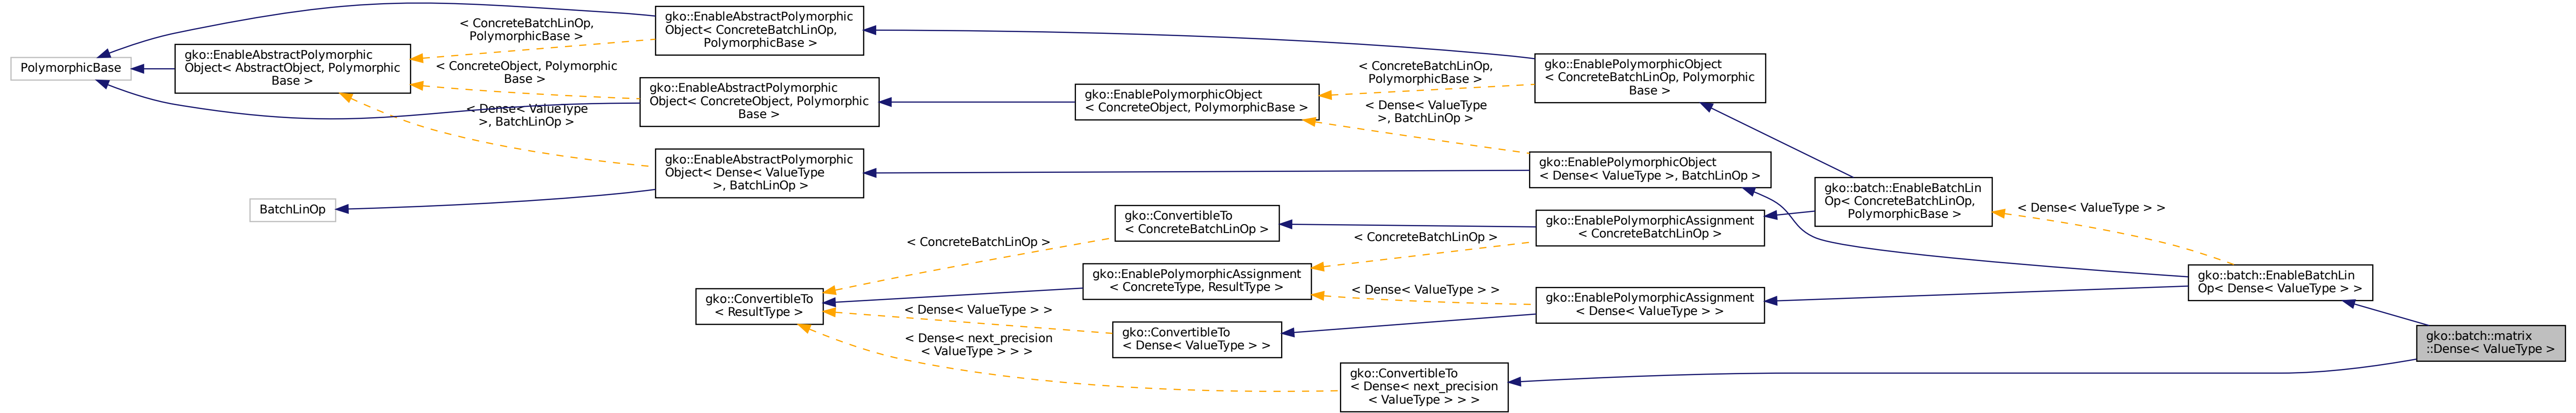 PolymorphicBase
gko::EnableAbstractPolymorphic
Object< AbstractObject, Polymorphic
Base >
BatchLinOp
< ConcreteBatchLinOp,
PolymorphicBase >
< ConcreteObject, Polymorphic
Base >
< Dense< ValueType
>, BatchLinOp >
gko::EnableAbstractPolymorphic
Object< ConcreteBatchLinOp,
PolymorphicBase >
gko::EnableAbstractPolymorphic
Object< ConcreteObject, Polymorphic
Base >
gko::EnableAbstractPolymorphic
Object< Dense< ValueType
>, BatchLinOp >
gko::ConvertibleTo
< ResultType >
< ConcreteBatchLinOp >
< Dense< ValueType > >
< Dense< next_precision
< ValueType > > >
gko::EnablePolymorphicObject
< ConcreteObject, PolymorphicBase >
gko::ConvertibleTo
< ConcreteBatchLinOp >
gko::EnablePolymorphicAssignment
< ConcreteType, ResultType >
gko::ConvertibleTo
< Dense< ValueType > >
gko::ConvertibleTo
< Dense< next_precision
< ValueType > > >
< ConcreteBatchLinOp,
PolymorphicBase >
< Dense< ValueType
>, BatchLinOp >
< ConcreteBatchLinOp >
< Dense< ValueType > >
gko::EnablePolymorphicObject
< ConcreteBatchLinOp, Polymorphic
Base >
gko::EnablePolymorphicObject
< Dense< ValueType >, BatchLinOp >
gko::EnablePolymorphicAssignment
< ConcreteBatchLinOp >
gko::EnablePolymorphicAssignment
< Dense< ValueType > >
gko::batch::EnableBatchLin
Op< ConcreteBatchLinOp,
PolymorphicBase >
< Dense< ValueType > >
gko::batch::EnableBatchLin
Op< Dense< ValueType > >
gko::batch::matrix
::Dense< ValueType >